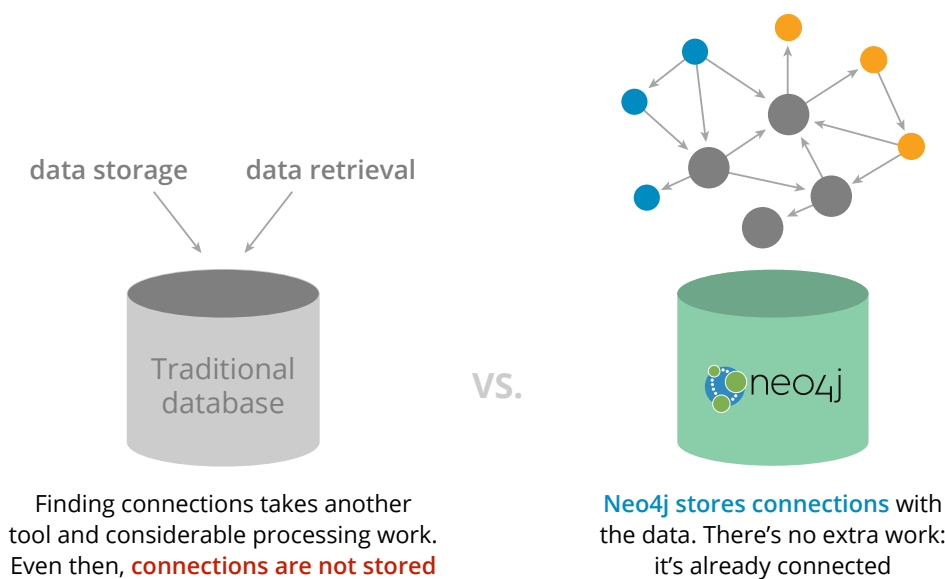 data storage
data retrieval
Traditional
database
VS.
neo4j
Finding connections takes another
tool and considerable processing work.
Even then, connections are not stored
Neo4j stores connections with
the data. There’s no extra work:
it’s already connected